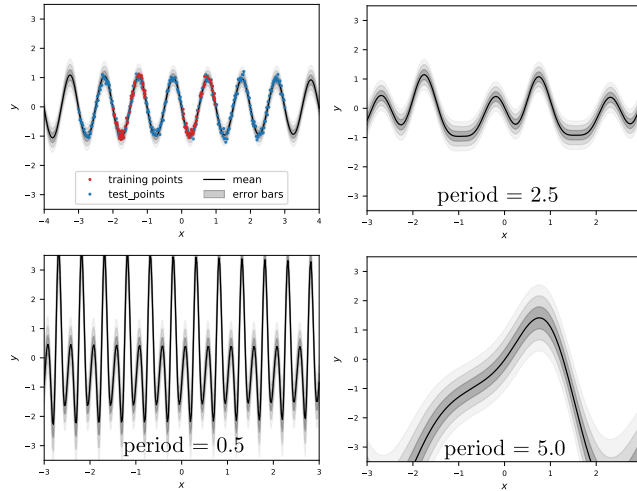 3
2
1
0
−1
−2
−3
y
−4 −3 −2 −1 0 1 2 3 4
x
training points
test_points
mean
error bars
3
2
1
0
−1
−2
−3
y
−3 −2 −1 0 1 2
x
period = 2.5
3
2
1
0
−1
−2
−3
y
−3 −2 −1 0 1 2 3
x
period = 0.5
3
2
1
0
−1
−2
−3
−4
y
−3 −2 −1 0 1 2
x
period = 5.0